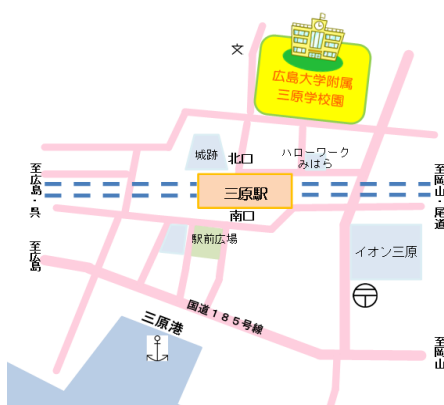 文
広島大学附属
三原学校園
城跡
北口
ハローワーク
みはら
至広島・呉
三原駅
至岡山・尾道
南口
駅前広場
至広島
イオン三原
国道185号線
三原港
至岡山